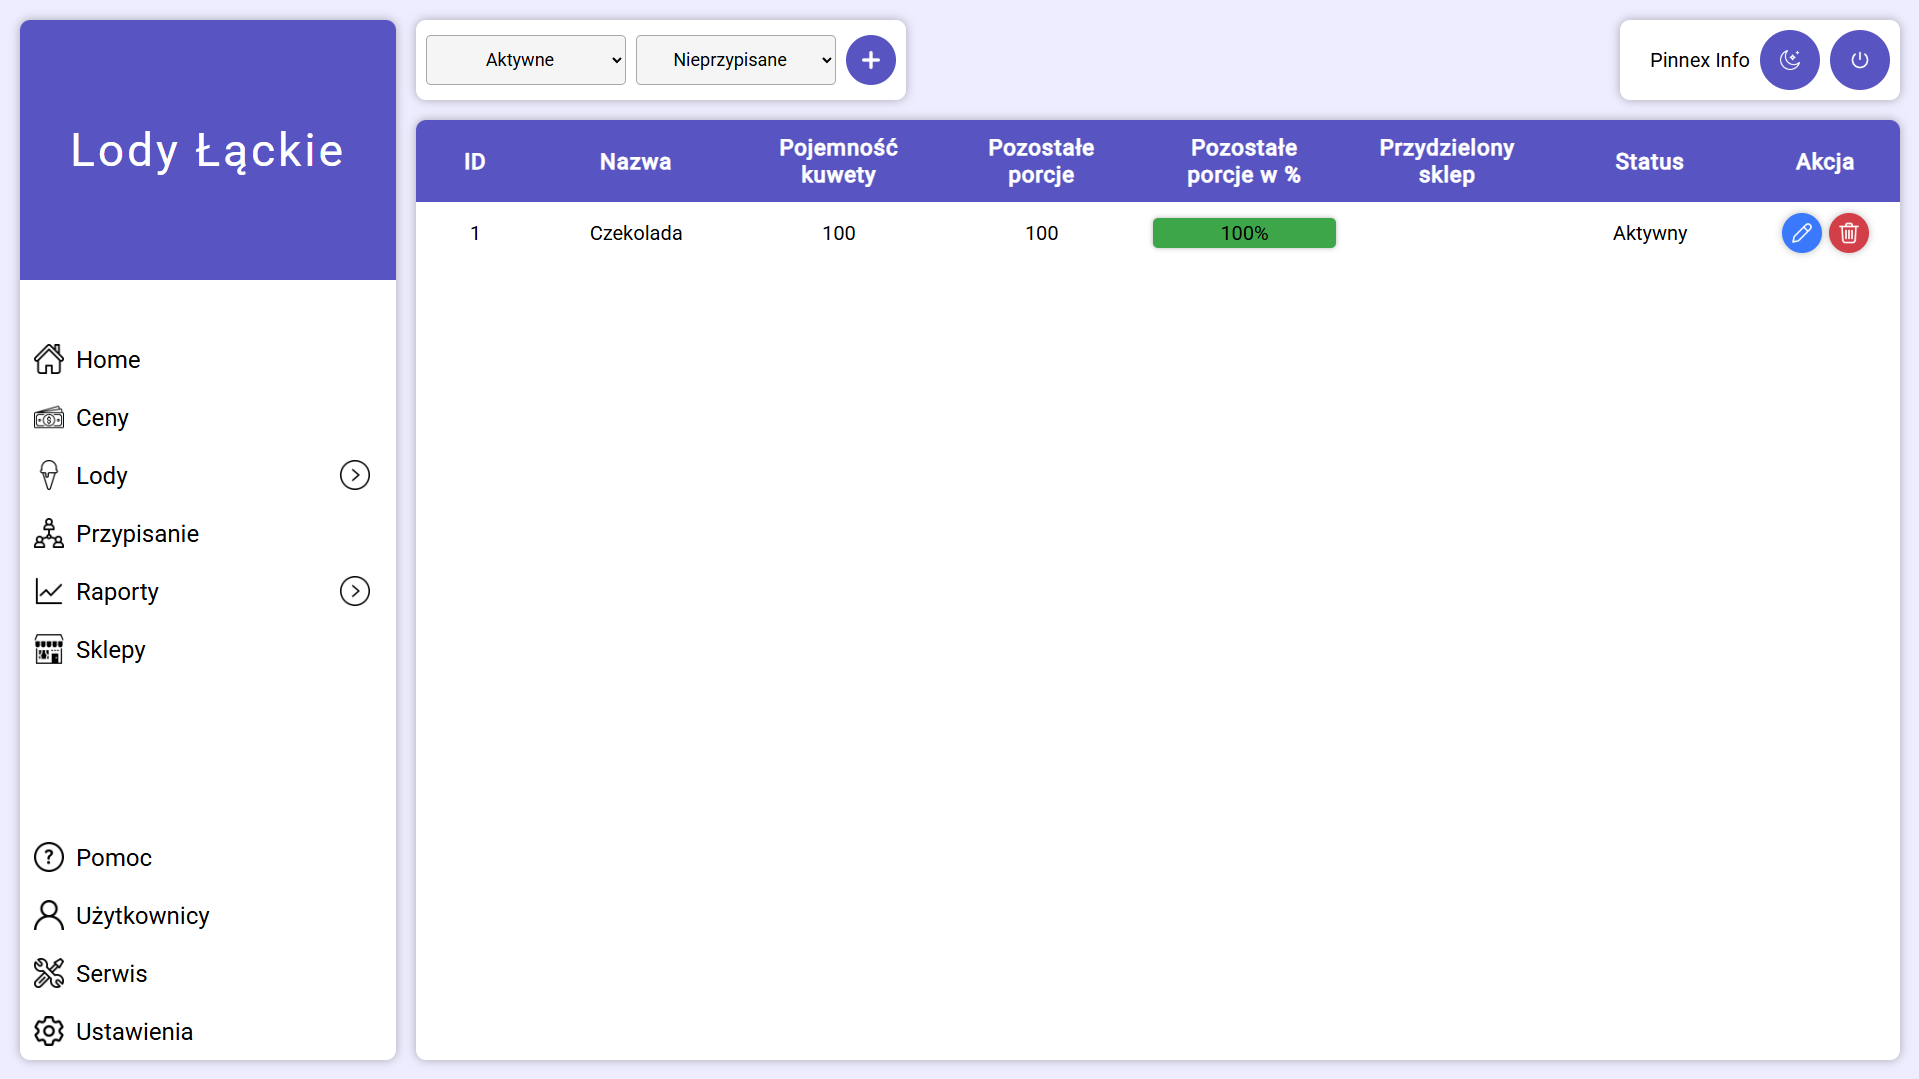 Lody Łąckie
Home
Ceny
Lody
Przypisanie
Raporty
Sklepy
Pomoc
Użytkownicy
Serwis
Ustawienia
Aktywne
Nieprzypisane
Pinnex Info
ID
Nazwa
Pojemność
kuwety
Pozostałe
porcje
Pozostałe
porcje w %
Przydzielony
sklep
Status
Akcja
1
Czekolada
100
100
100%
Aktywny